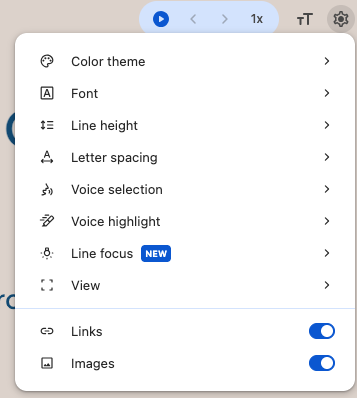 1x
Color theme
Font
Line height
Letter spacing
Voice selection
Voice highlight
Line focus NEW
View
Links
Images